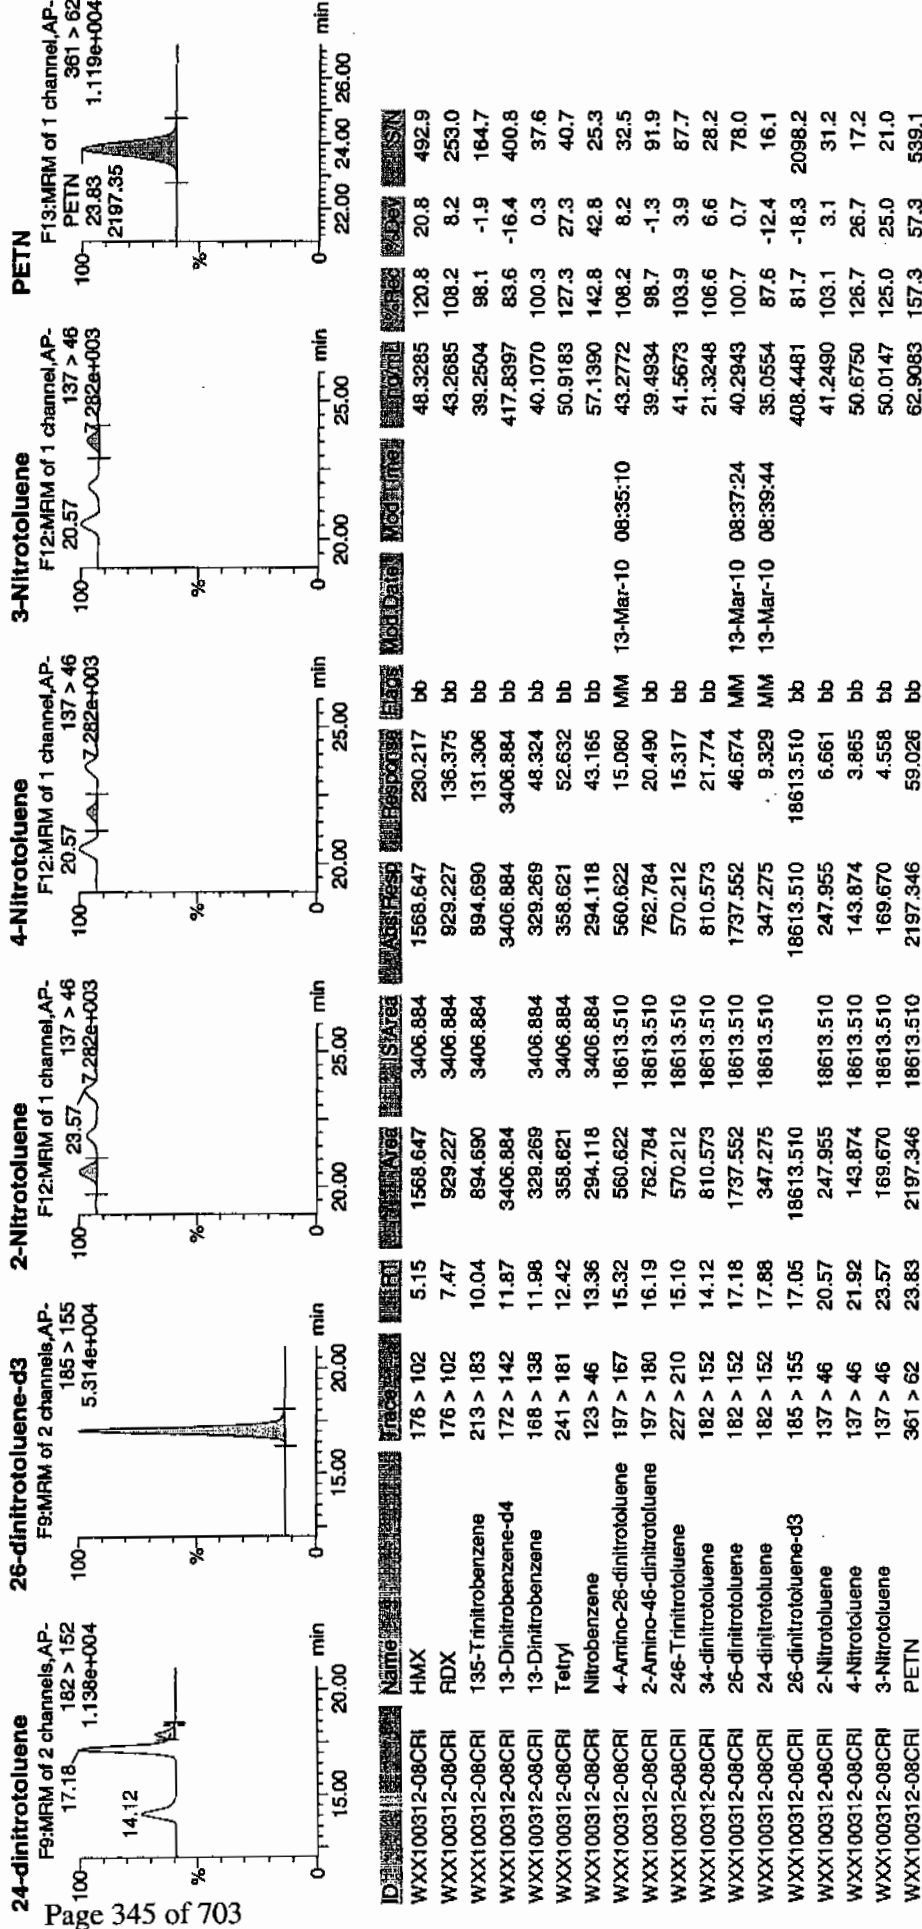 24-dinitrotoluene
F9:MRM of 2 channels,AP-
182 > 152
1.138e+004
17.18
14.12
100
%
0
15.00
20.00
min
26-dinitrotoluene-d3
F9:MRM of 2 channels,AP-
185 > 155
5.314e+004
100
%
0
15.00
20.00
min
2-Nitrotoluene
F12:MRM of 1 channel,AP-
137 > 46
7.282e+003
23.57
100
%
0
20.00
25.00
min
4-Nitrotoluene
F12:MRM of 1 channel,AP-
137 > 46
7.282e+003
20.57
100
%
0
20.00
25.00
min
3-Nitrotoluene
F12:MRM of 1 channel,AP-
137 > 46
7.282e+003
20.57
100
%
0
20.00
25.00
min
PETN
F13:MRM of 1 channel,AP-
361 > 62
1.119e+004
PETN
23.83
2197.35
100
%
0
22.00
24.00
26.00
min
ID Name Trace RT Area IS Area Abs.Resp Response Flags Mod.Date Mod.Time ng/ml %Rec %Dev S/N
WXX100312-08CRI HMX 176 > 102 5.15 1568.647 3406.884 1568.647 230.217 bb 48.3285 120.8 20.8 492.9
WXX100312-08CRI RDX 176 > 102 7.47 929.227 3406.884 929.227 136.375 bb 43.2685 108.2 8.2 253.0
WXX100312-08CRI 135-Trinitrobenzene 213 > 183 10.04 894.690 3406.884 894.690 131.306 bb 39.2504 98.1 -1.9 164.7
WXX100312-08CRI 13-Dinitrobenzene-d4 172 > 142 11.87 3406.884 3406.884 3406.884 bb 417.8397 83.6 -16.4 400.8
WXX100312-08CRI 13-Dinitrobenzene 168 > 138 11.98 329.269 3406.884 329.269 48.324 bb 40.1070 100.3 0.3 37.6
WXX100312-08CRI Tetryl 241 > 181 12.42 358.621 3406.884 358.621 52.632 bb 50.9183 127.3 27.3 40.7
WXX100312-08CRI Nitrobenzene 123 > 46 13.36 294.118 3406.884 294.118 43.165 bb 57.1390 142.8 42.8 25.3
WXX100312-08CRI 4-Amino-26-dinitrotoluene 197 > 167 15.32 560.622 18613.510 560.622 15.060 MM 13-Mar-10 08:35:10 43.2772 108.2 8.2 32.5
WXX100312-08CRI 2-Amino-46-dinitrotoluene 197 > 180 16.19 762.784 18613.510 762.784 20.490 bb 39.4934 98.7 -1.3 91.9
WXX100312-08CRI 246-Trinitrotoluene 227 > 210 15.10 570.212 18613.510 570.212 15.317 bb 41.5673 103.9 3.9 87.7
WXX100312-08CRI 34-dinitrotoluene 182 > 152 14.12 810.573 18613.510 810.573 21.774 bb 21.3248 106.6 6.6 28.2
WXX100312-08CRI 26-dinitrotoluene 182 > 152 17.18 1737.552 18613.510 1737.552 46.674 MM 13-Mar-10 08:37:24 40.2943 100.7 0.7 78.0
WXX100312-08CRI 24-dinitrotoluene 182 > 152 17.88 347.275 18613.510 347.275 9.329 MM 13-Mar-10 08:39:44 35.0554 87.6 -12.4 16.1
WXX100312-08CRI 26-dinitrotoluene-d3 185 > 155 17.05 18613.510 18613.510 18613.510 bb 408.4481 81.7 -18.3 2098.2
WXX100312-08CRI 2-Nitrotoluene 137 > 46 20.57 247.955 18613.510 247.955 6.661 bb 41.2490 103.1 3.1 31.2
WXX100312-08CRI 4-Nitrotoluene 137 > 46 21.92 143.874 18613.510 143.874 3.865 bb 50.6750 126.7 26.7 17.2
WXX100312-08CRI 3-Nitrotoluene 137 > 46 23.57 169.670 18613.510 169.670 4.558 bb 50.0147 125.0 25.0 21.0
WXX100312-08CRI PETN 361 > 62 23.83 2197.346 18613.510 2197.346 59.026 bb 62.9083 157.3 57.3 539.1
Page 345 of 703